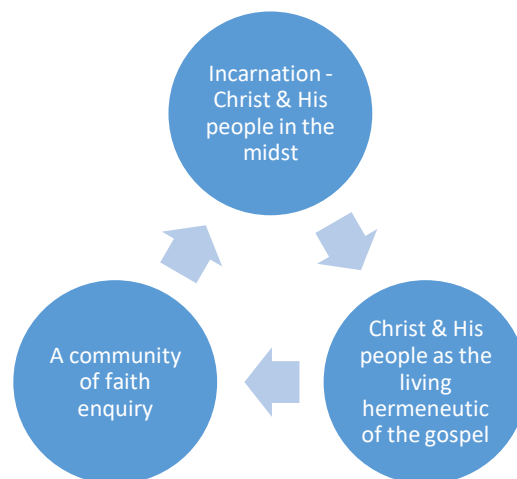 Incarnation -
Christ & His
people in the
midst
Christ & His
people as the
living
hermeneutic
of the gospel
A community
of faith
enquiry